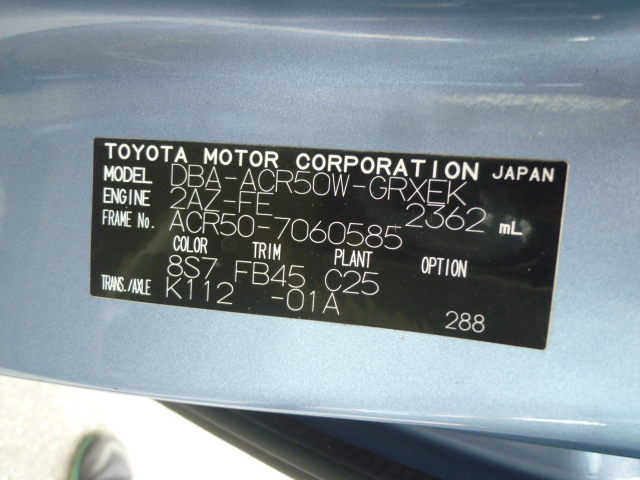 TOYOTA MOTOR CORPORATION JAPAN
MODEL DBA-ACR50W-GRXEK
ENGINE 2AZ-FE 2362 mL
FRAME No. ACR50-7060585
COLOR TRIM PLANT OPTION
8S7 FB45 C25
TRANS./AXLE K112 -01A
288